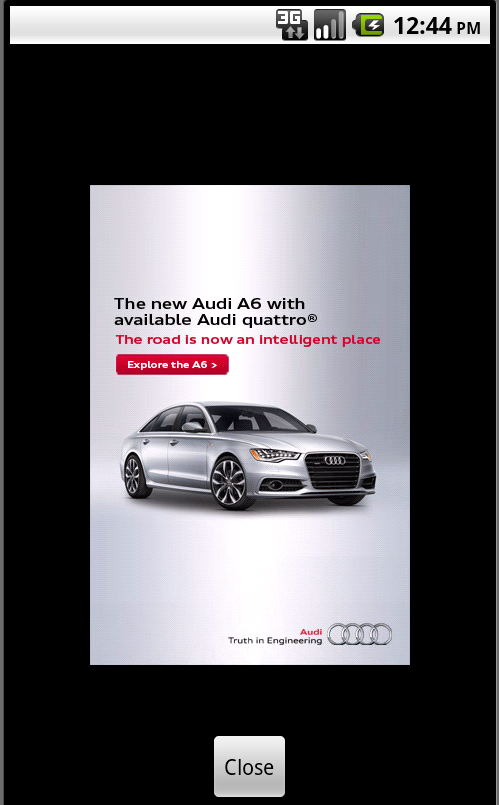 3G 12:44 PM
The new Audi A6 with
available Audi quattro®
The road is now an intelligent place
Explore the A6 >
Audi
Truth in Engineering
Close